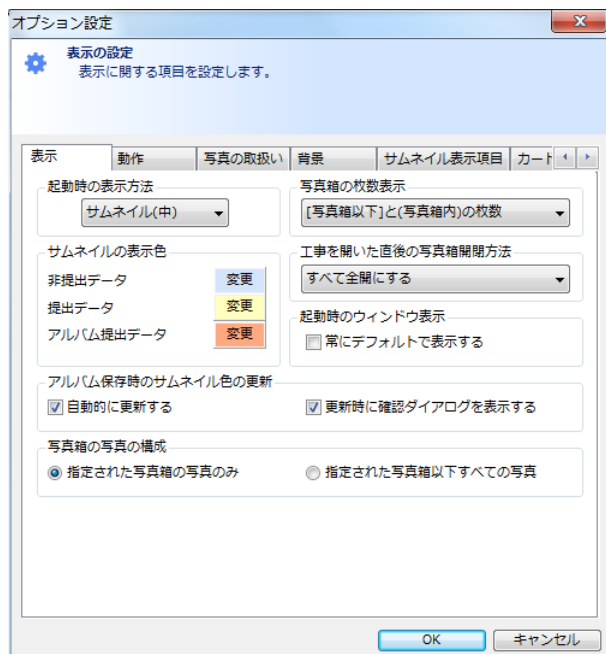 オプション設定
表示の設定
表示に関する項目を設定します。
表示 動作 写真の取扱い 背景 サムネイル表示項目 カート
起動時の表示方法
サムネイル(中)
写真箱の枚数表示
[写真箱以下]と(写真箱内)の枚数
サムネイルの表示色
非提出データ 変更
提出データ 変更
アルバム提出データ 変更
工事を開いた直後の写真箱開閉方法
すべて全開にする
起動時のウィンドウ表示
常にデフォルトで表示する
アルバム保存時のサムネイル色の更新
自動的に更新する 更新時に確認ダイアログを表示する
写真箱の写真の構成
指定された写真箱の写真のみ 指定された写真箱以下すべての写真
OK キャンセル